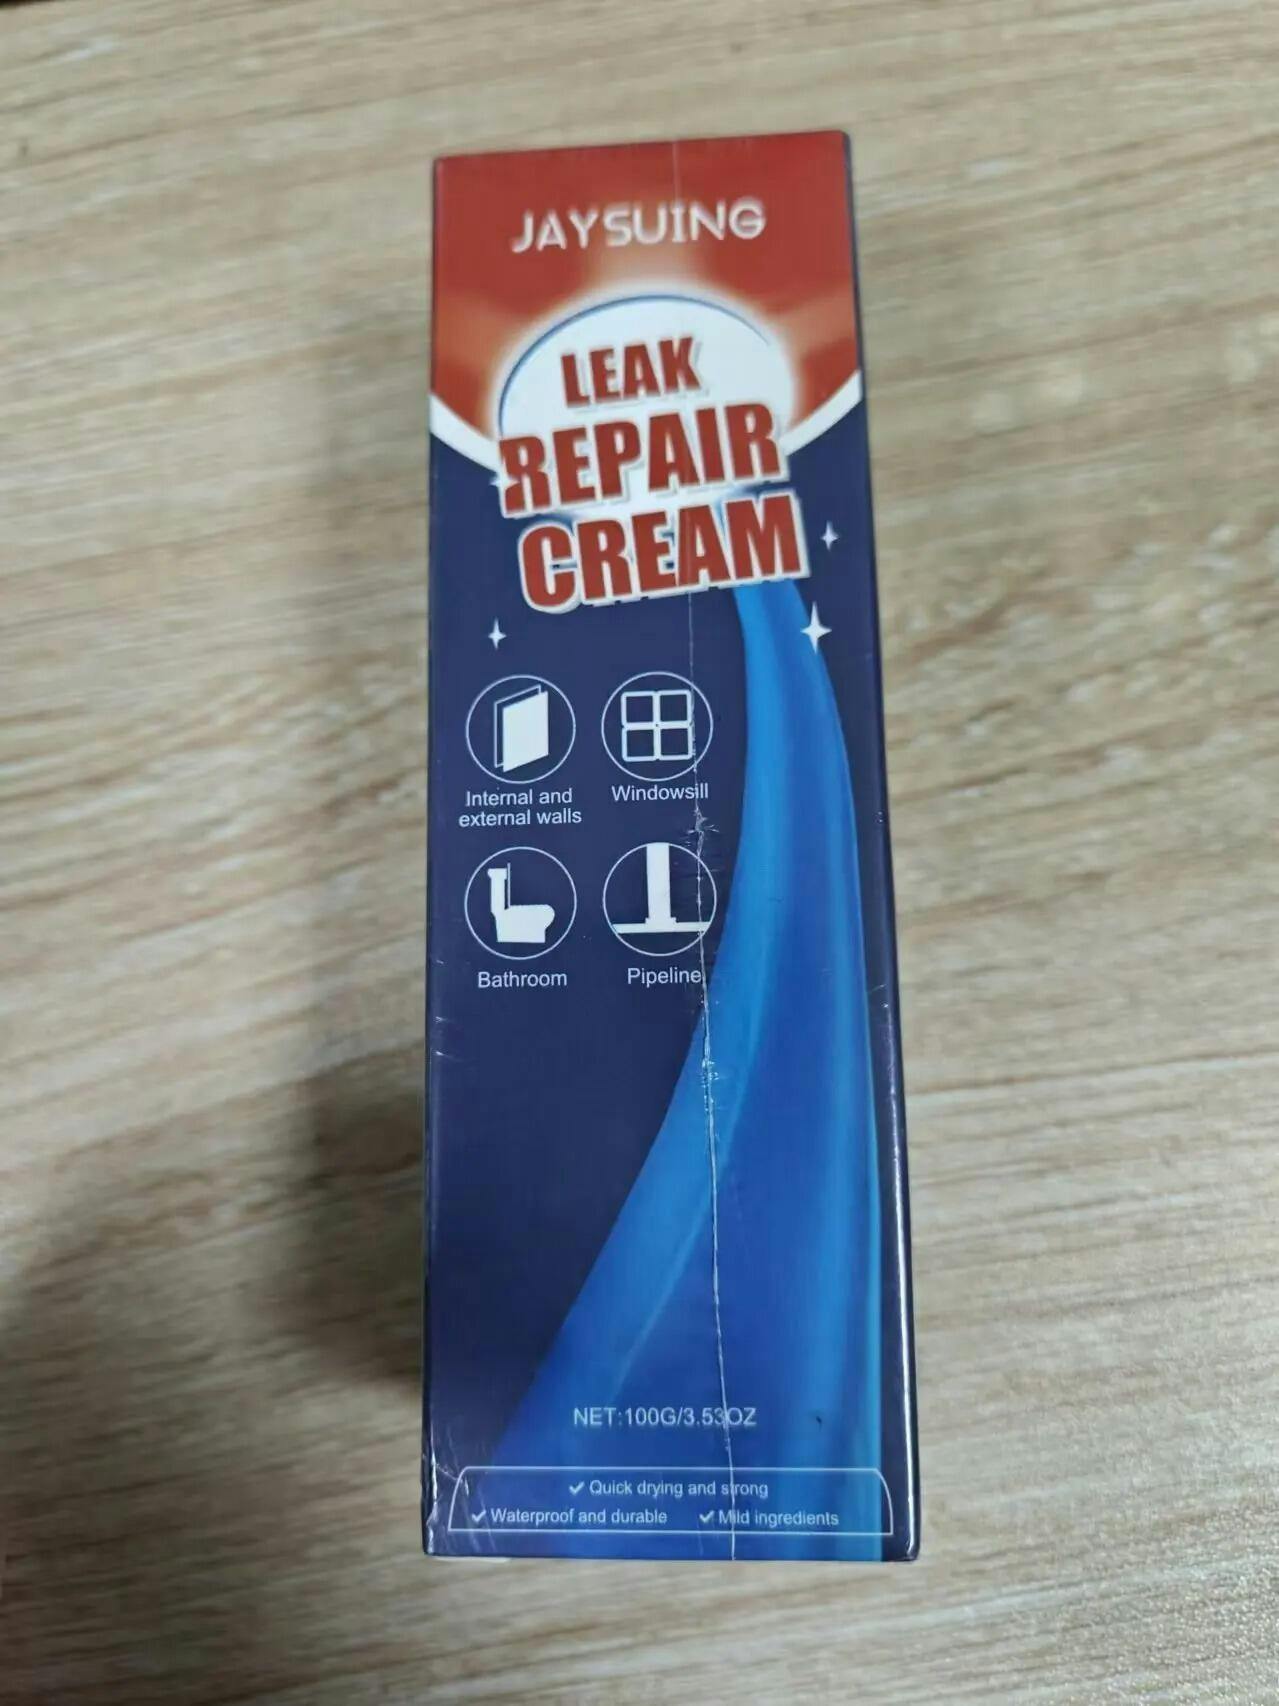 JAYSUING
LEAK
REPAIR
CREAM
Internal and
external walls
Windowsill
Bathroom
Pipeline
NET:100G/3.53OZ
Quick drying and strong
Waterproof and durable
Mild ingredients